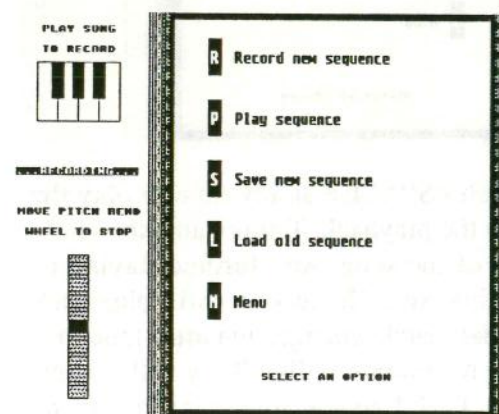 PLAY SONG
TO RECORD
RECORDING
MOVE PITCH BEND
WHEEL TO STOP
R Record new sequence
P Play sequence
S Save new sequence
L Load old sequence
M Menu
SELECT AN OPTION